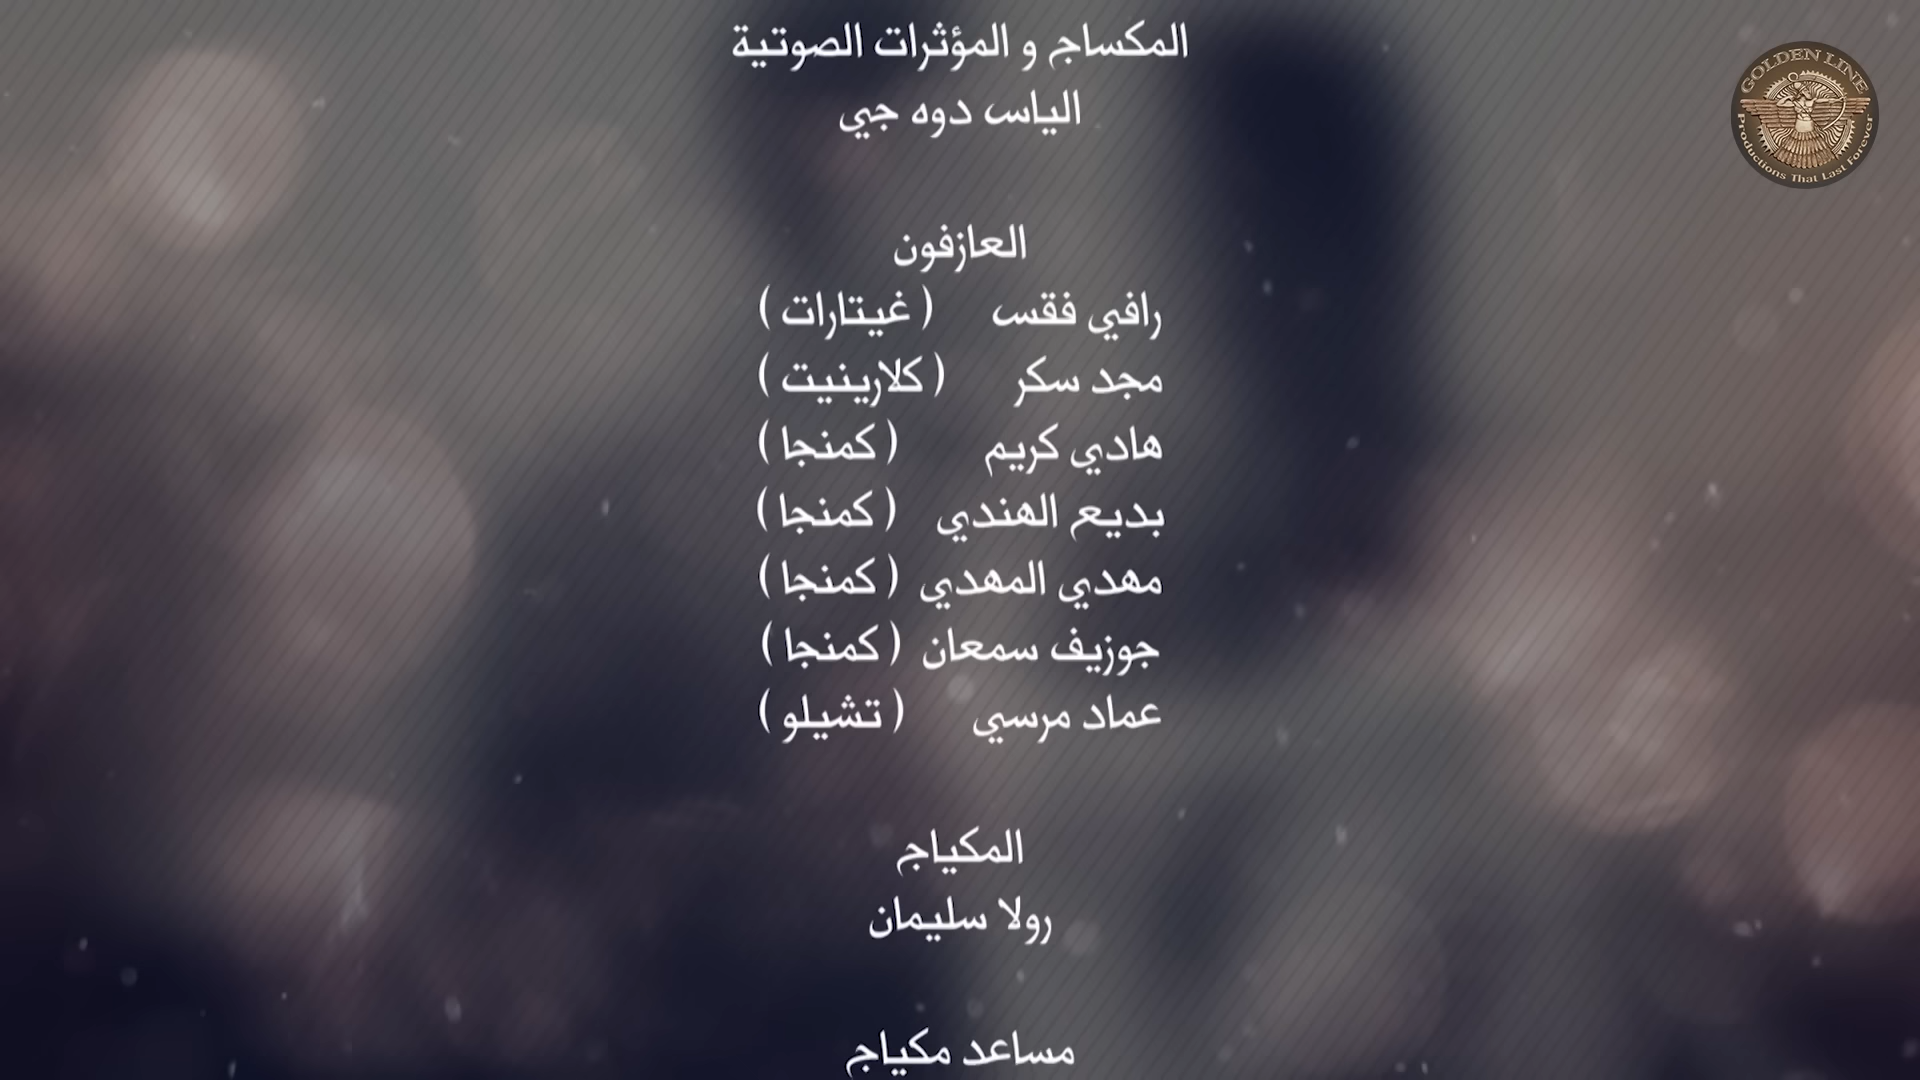 المكساج و المؤثرات الصوتية
الياس دوه جي
العازفون
رافي فقس ( غيتارات )
مجد سكر ( كلارينيت )
هادي كريم ( كمنجا )
بديع الهندي ( كمنجا )
مهدي المهدي ( كمنجا )
جوزيف سمعان ( كمنجا )
عماد مرسي ( تشيلو )
المكياج
رولا سليمان
مساعد مكياج
GOLDEN LINE
Productions That Last Forever